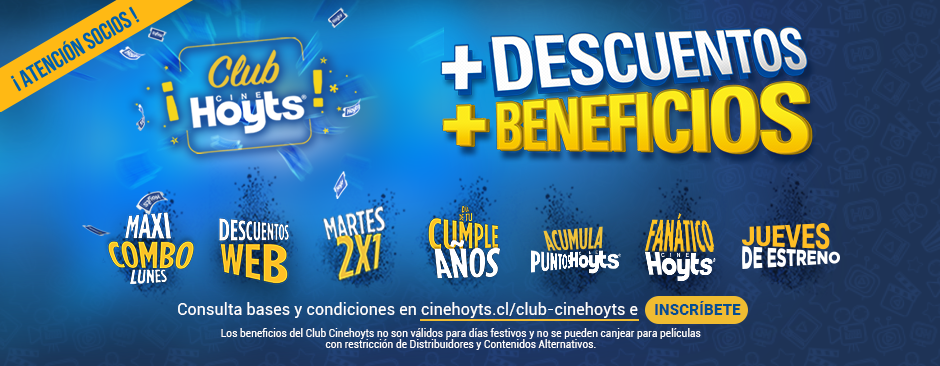 ¡ ATENCIÓN SOCIOS !
Club
CINE
¡Hoyts!
+ DESCUENTOS
+ BENEFICIOS
MAXI
COMBO
LUNES
DESCUENTOS
WEB
MARTES
2X1
DÍA
DE TU
CUMPLE
AÑOS
ACUMULA
PUNTOS Hoyts
FANÁTICO
CINE
Hoyts
JUEVES
DE ESTRENO
Consulta bases y condiciones en cinehoyts.cl/club-cinehoyts e INSCRÍBETE
Los beneficios del Club Cinehoyts no son válidos para días festivos y no se pueden canjear para películas
con restricción de Distribuidores y Contenidos Alternativos.